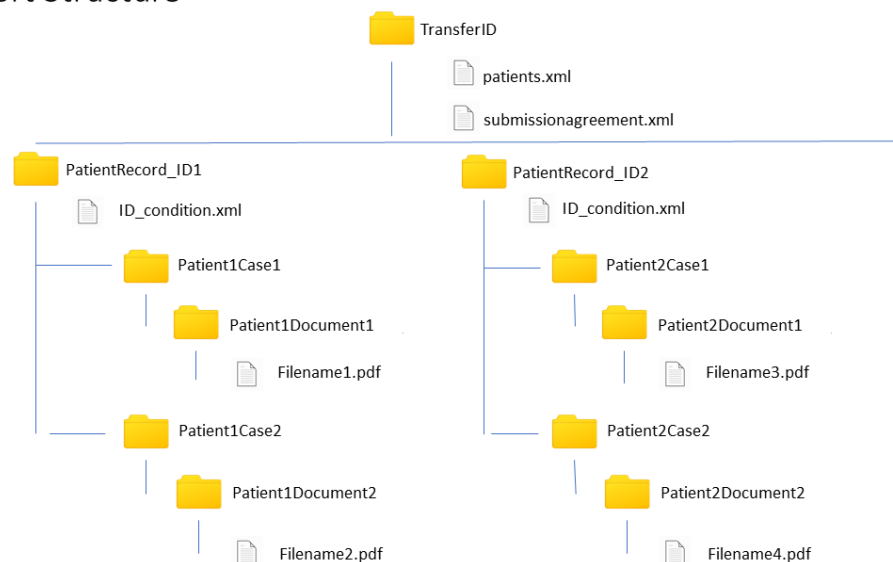 Structure
TransferID
patients.xml
submissionagreement.xml
PatientRecord_ID1
ID_condition.xml
Patient1Case1
Patient1Document1
Filename1.pdf
Patient1Case2
Patient1Document2
Filename2.pdf
PatientRecord_ID2
ID_condition.xml
Patient2Case1
Patient2Document1
Filename3.pdf
Patient2Case2
Patient2Document2
Filename4.pdf